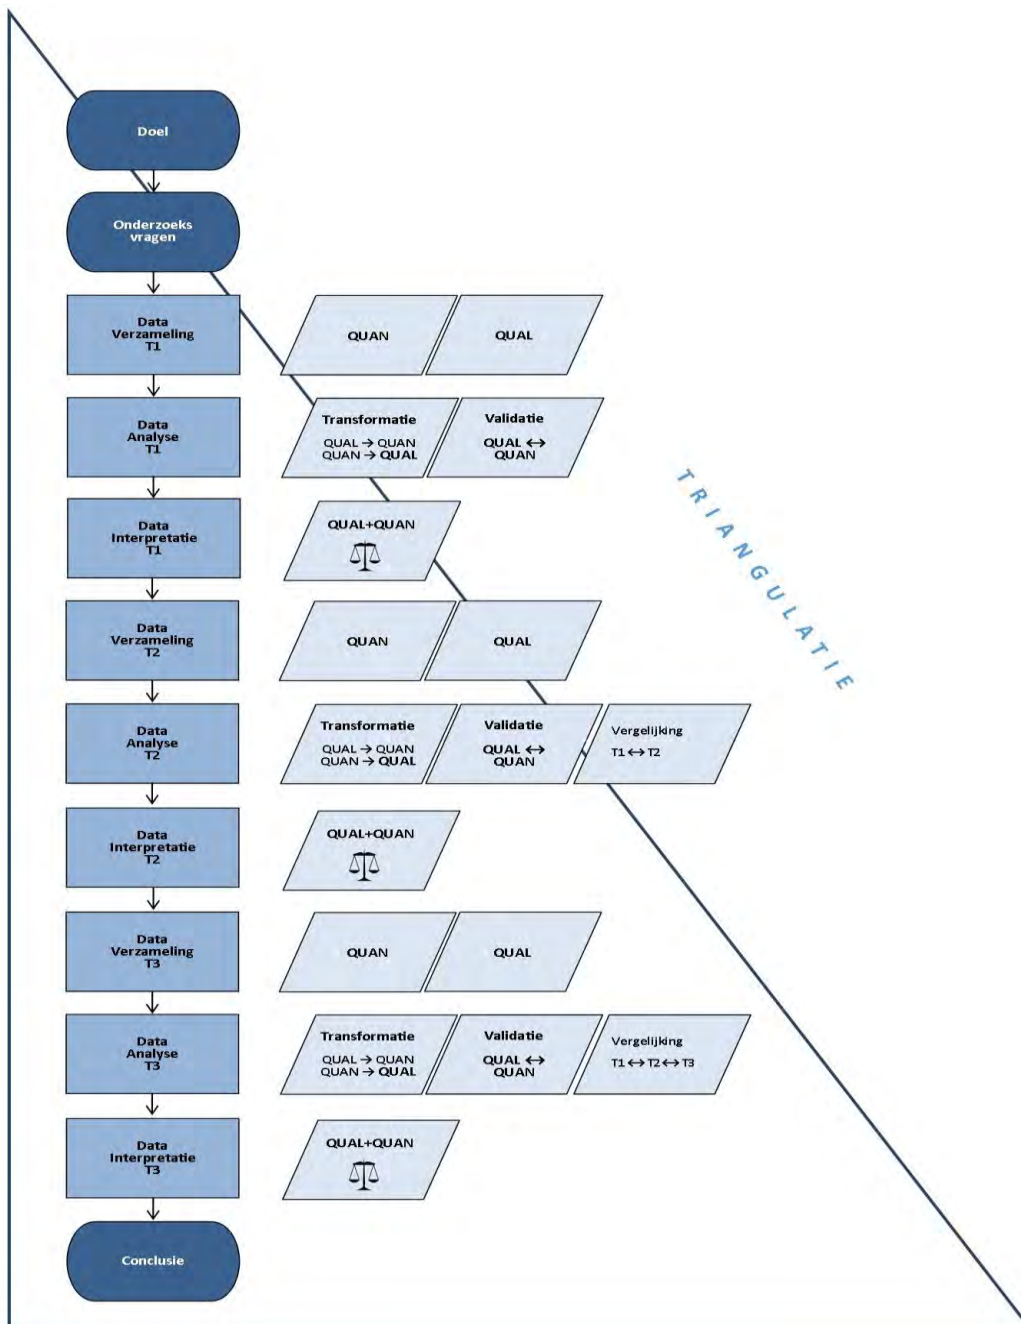 Doel
Onderzoeks
vragen
Data
Verzameling
T1
QUAN
QUAL
Data
Analyse
T1
Transformatie
QUAL → QUAN
QUAN → QUAL
Validatie
QUAL ↔
QUAN
Data
Interpretatie
T1
QUAL+QUAN
TRIANGULATIE
Data
Verzameling
T2
QUAN
QUAL
Data
Analyse
T2
Transformatie
QUAL → QUAN
QUAN → QUAL
Validatie
QUAL ↔
QUAN
Vergelijking
T1 ↔ T2
Data
Interpretatie
T2
QUAL+QUAN
Data
Verzameling
T3
QUAN
QUAL
Data
Analyse
T3
Transformatie
QUAL → QUAN
QUAN → QUAL
Validatie
QUAL ↔
QUAN
Vergelijking
T1 ↔ T2 ↔ T3
Data
Interpretatie
T3
QUAL+QUAN
Conclusie